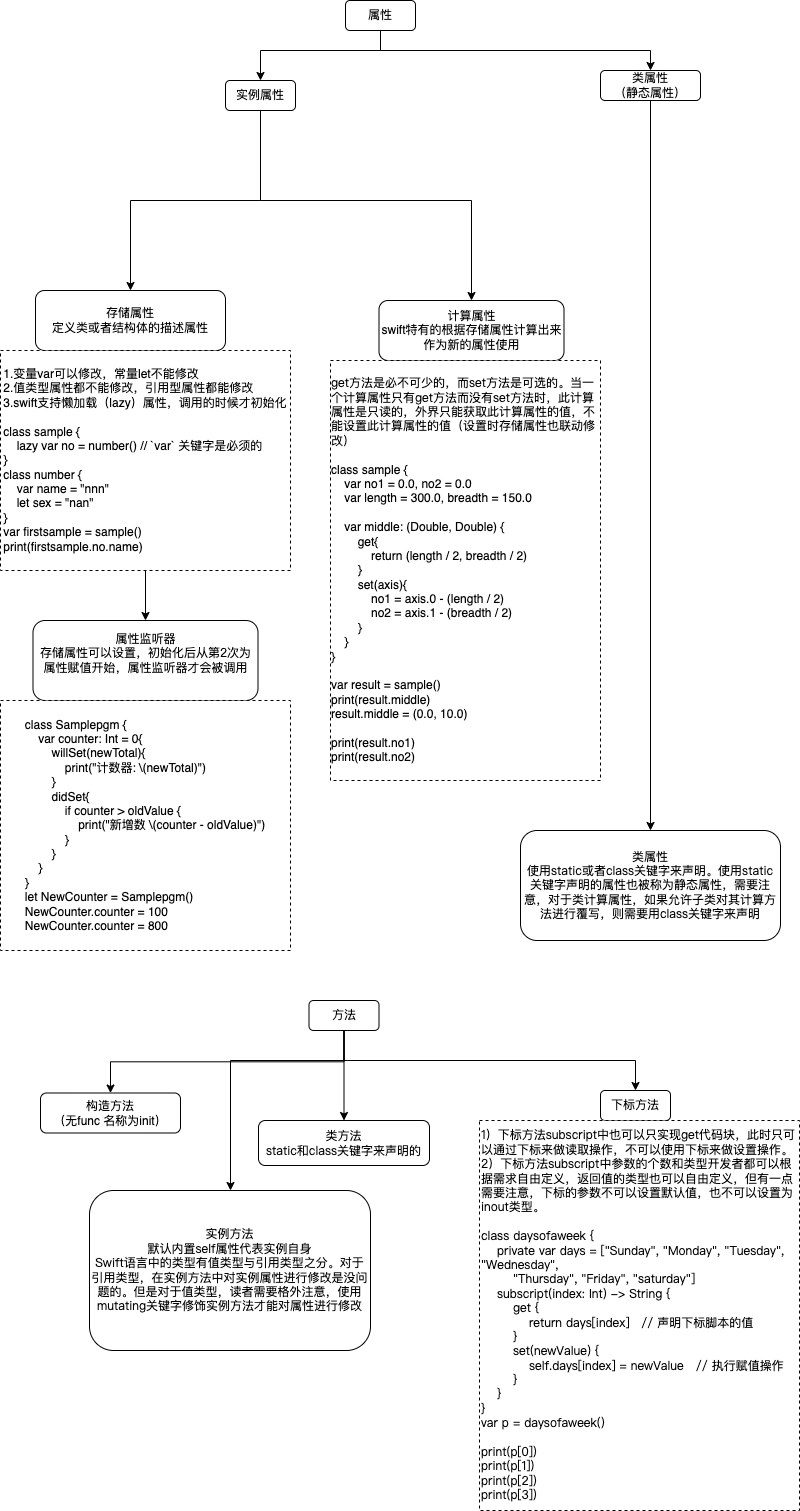 属性
实例属性
类属性
（静态属性）
存储属性
定义类或者结构体的描述属性
1.变量var可以修改，常量let不能修改
2.值类型属性都不能修改，引用型属性都能修改
3.swift支持懒加载（lazy）属性，调用的时候才初始化
class sample {
    lazy var no = number() // `var` 关键字是必须的
}
class number {
    var name = "nnn"
    let sex = "nan"
}
var firstsample = sample()
print(firstsample.no.name)
属性监听器
存储属性可以设置，初始化后从第2次为
属性赋值开始，属性监听器才会被调用
class Samplepgm {
    var counter: Int = 0{
        willSet(newTotal){
            print("计数器: \(newTotal)")
        }
        didSet{
            if counter > oldValue {
                print("新增数 \(counter - oldValue)")
            }
        }
    }
}
let NewCounter = Samplepgm()
NewCounter.counter = 100
NewCounter.counter = 800
计算属性
swift特有的根据存储属性计算出来
作为新的属性使用
get方法是必不可少的，而set方法是可选的。当一
个计算属性只有get方法而没有set方法时，此计算
属性是只读的，外界只能获取此计算属性的值，不
能设置此计算属性的值（设置时存储属性也联动修
改）
class sample {
    var no1 = 0.0, no2 = 0.0
    var length = 300.0, breadth = 150.0
    var middle: (Double, Double) {
        get{
            return (length / 2, breadth / 2)
        }
        set(axis){
            no1 = axis.0 - (length / 2)
            no2 = axis.1 - (breadth / 2)
        }
    }
}
var result = sample()
print(result.middle)
result.middle = (0.0, 10.0)
print(result.no1)
print(result.no2)
类属性
使用static或者class关键字来声明。使用static
关键字声明的属性也被称为静态属性，需要注
意，对于类计算属性，如果允许子类对其计算方
法进行覆写，则需要用class关键字来声明
方法
构造方法
（无func 名称为init）
类方法
static和class关键字来声明的
实例方法
默认内置self属性代表实例自身
Swift语言中的类型有值类型与引用类型之分。对于
引用类型，在实例方法中对实例属性进行修改是没问
题的。但是对于值类型，读者需要格外注意，使用
mutating关键字修饰实例方法才能对属性进行修改
下标方法
1）下标方法subscript中也可以只实现get代码块，此时只可
以通过下标来做读取操作，不可以使用下标来做设置操作。
2）下标方法subscript中参数的个数和类型开发者都可以根
据需求自由定义，返回值的类型也可以自由定义，但有一点
需要注意，下标的参数不可以设置默认值，也不可以设置为
inout类型。
class daysofaweek {
    private var days = ["Sunday", "Monday", "Tuesday",
"Wednesday",
        "Thursday", "Friday", "saturday"]
    subscript(index: Int) -> String {
        get {
            return days[index]   // 声明下标脚本的值
        }
        set(newValue) {
            self.days[index] = newValue   // 执行赋值操作
        }
    }
}
var p = daysofaweek()
print(p[0])
print(p[1])
print(p[2])
print(p[3])